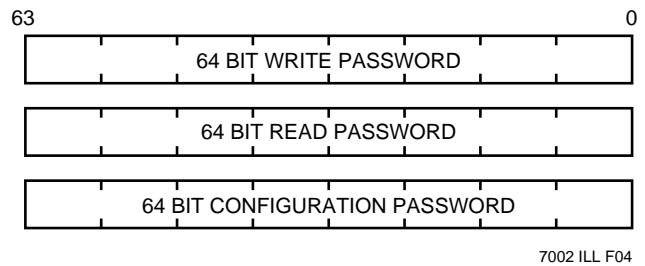 63 0
64 BIT WRITE PASSWORD
64 BIT READ PASSWORD
64 BIT CONFIGURATION PASSWORD
7002 ILL F04